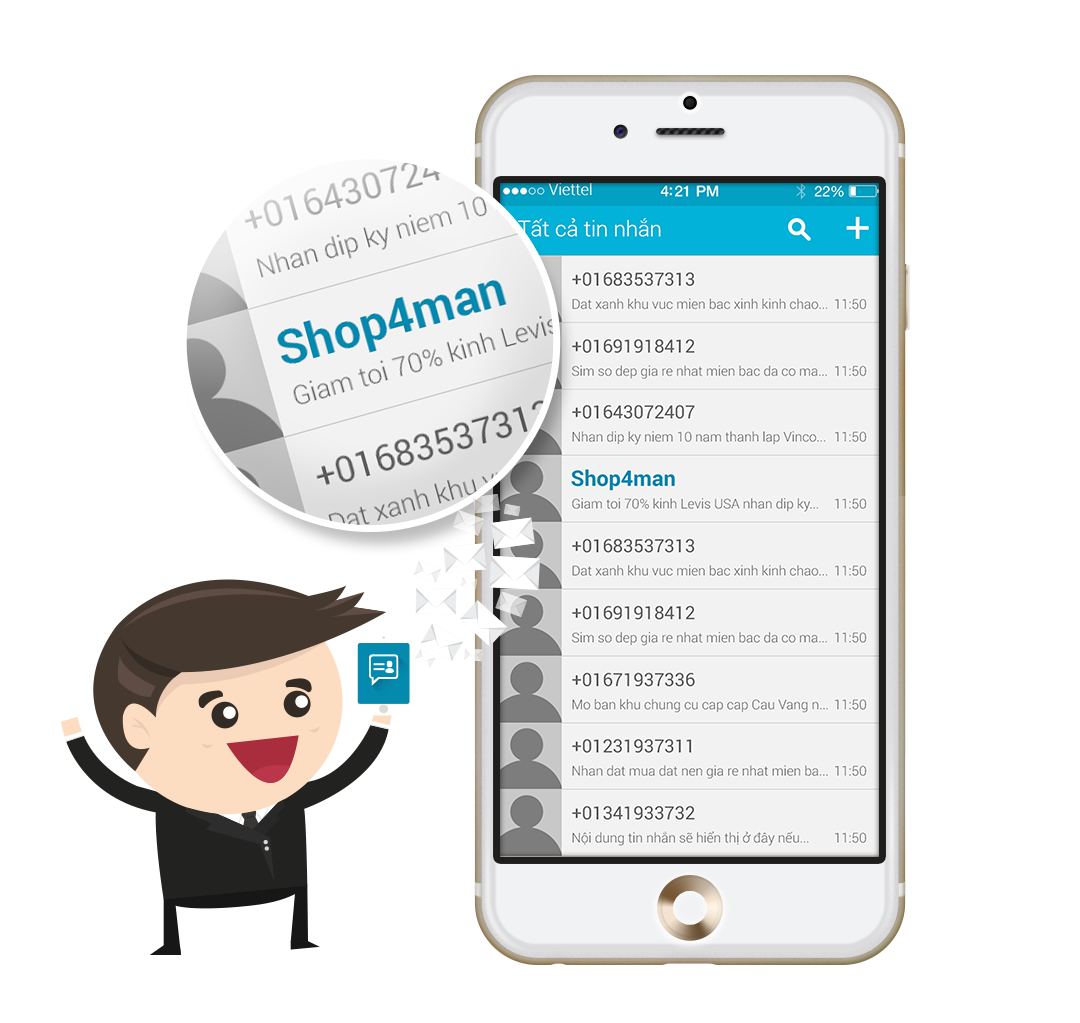 +016430724
Nhan dip ky niem 10
Shop4man
Giam toi 70% kinh Levis
+0168353731
Dat xanh khu v
Viettel 4:21 PM 22%
Tất cả tin nhắn
+01683537313
Dat xanh khu vuc mien bac xinh kinh chao... 11:50
+01691918412
Sim so dep gia re nhat mien bac da co ma... 11:50
+01643072407
Nhan dip ky niem 10 nam thanh lap Vinco... 11:50
Shop4man
Giam toi 70% kinh Levis USA nhan dip ky... 11:50
+01683537313
Dat xanh khu vuc mien bac xinh kinh chao... 11:50
+01691918412
Sim so dep gia re nhat mien bac da co ma... 11:50
+01671937336
Mo ban khu chung cu cap cap Cau Vang n... 11:50
+01231937311
Nhan dat mua dat nen gia re nhat mien ba... 11:50
+01341933732
Nội dung tin nhắn sẽ hiển thị ở đây nếu... 11:50